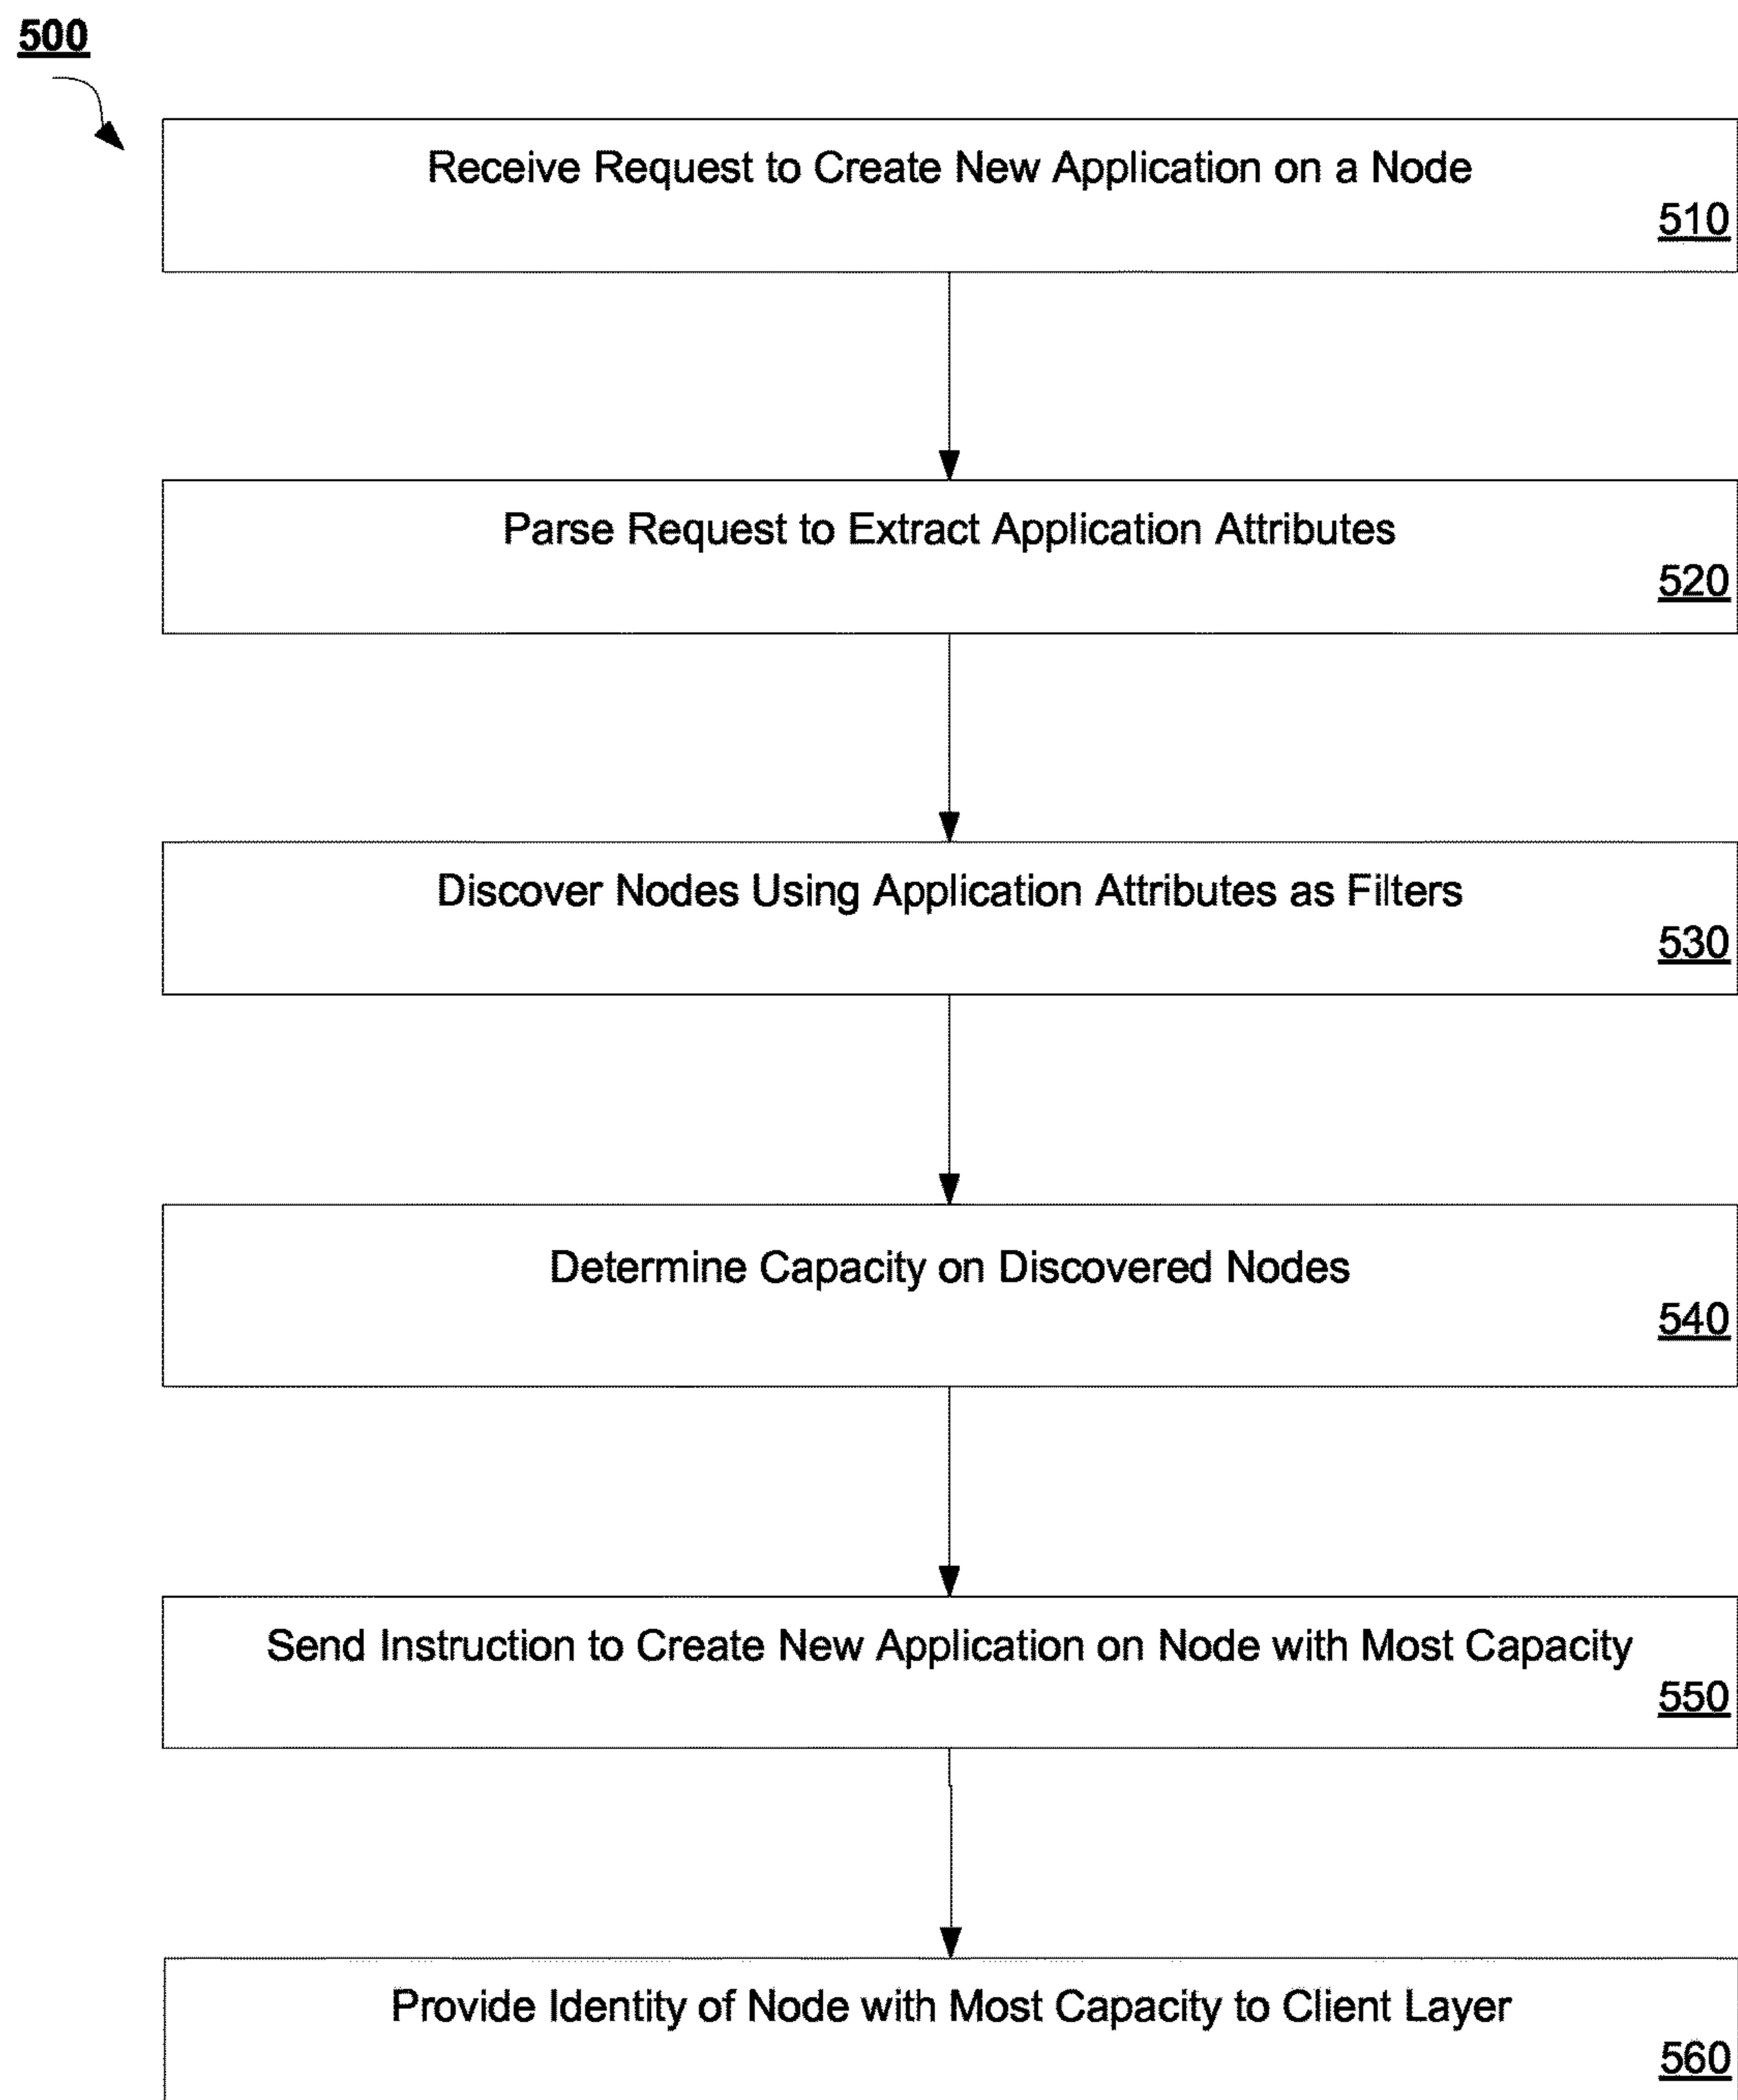 500
Receive Request to Create New Application on a Node
510
Parse Request to Extract Application Attributes
520
Discover Nodes Using Application Attributes as Filters
530
Determine Capacity on Discovered Nodes
540
Send Instruction to Create New Application on Node with Most Capacity
550
Provide Identity of Node with Most Capacity to Client Layer
560